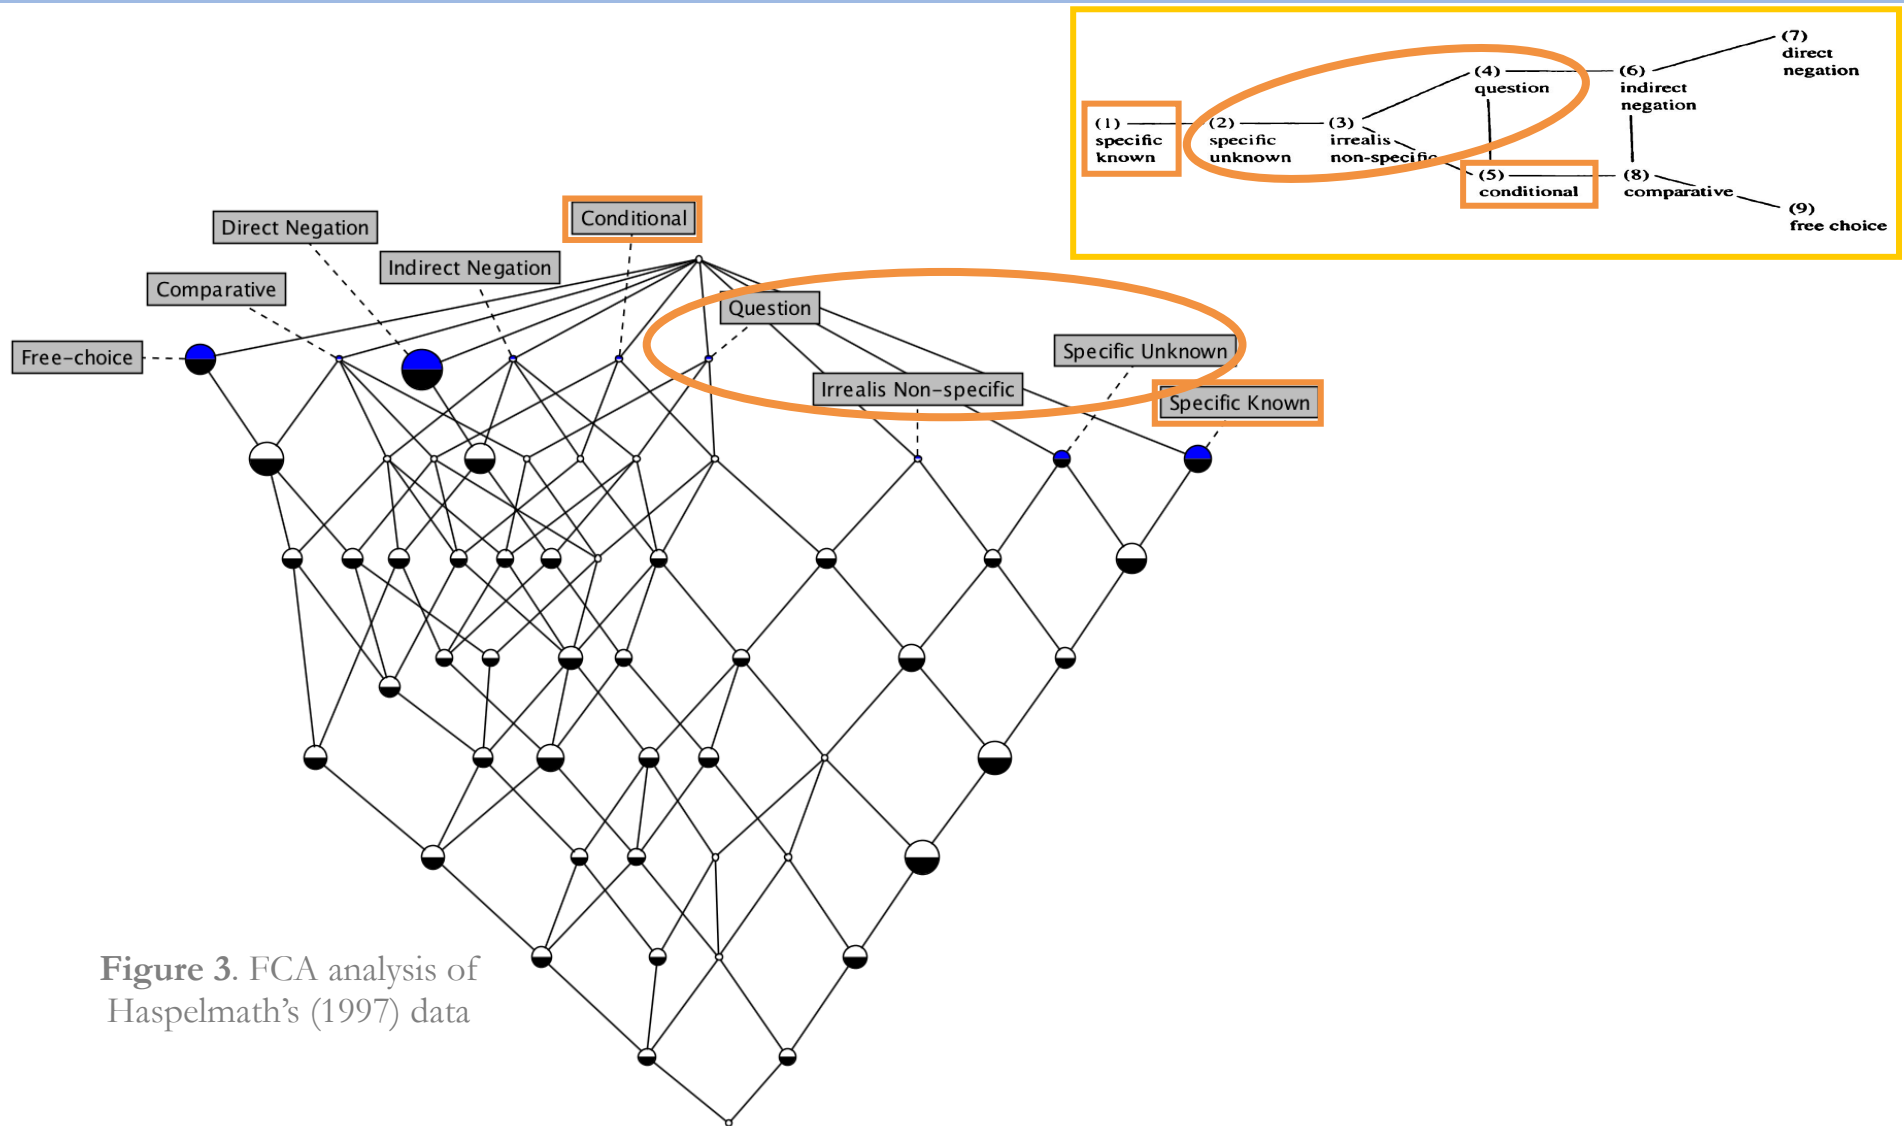 (7)
direct
negation
(4)
question
(6)
indirect
negation
(1)
specific
known
(2)
specific
unknown
(3)
irrealis
non-specific
(5)
conditional
(8)
comparative
(9)
free choice
Conditional
Direct Negation
Indirect Negation
Comparative
Question
Free-choice
Specific Unknown
Irrealis Non-specific
Specific Known
Figure 3. FCA analysis of
Haspelmath’s (1997) data